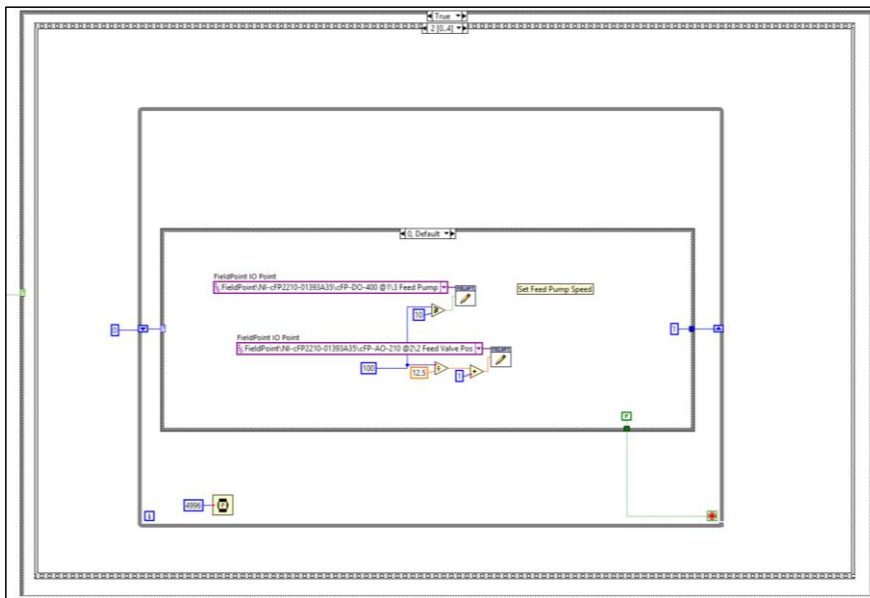 True
2 [0..4]
0, Default
FieldPoint IO Point
FieldPoint\NI-cFP2210-01393A35\cFP-DO-400 @1\3 Feed Pump
Set Feed Pump Speed
10
0
1
FieldPoint IO Point
FieldPoint\NI-cFP2210-01393A35\cFP-AO-210 @2\2 Feed Valve Pos
100
12.5
1
F
4996
i